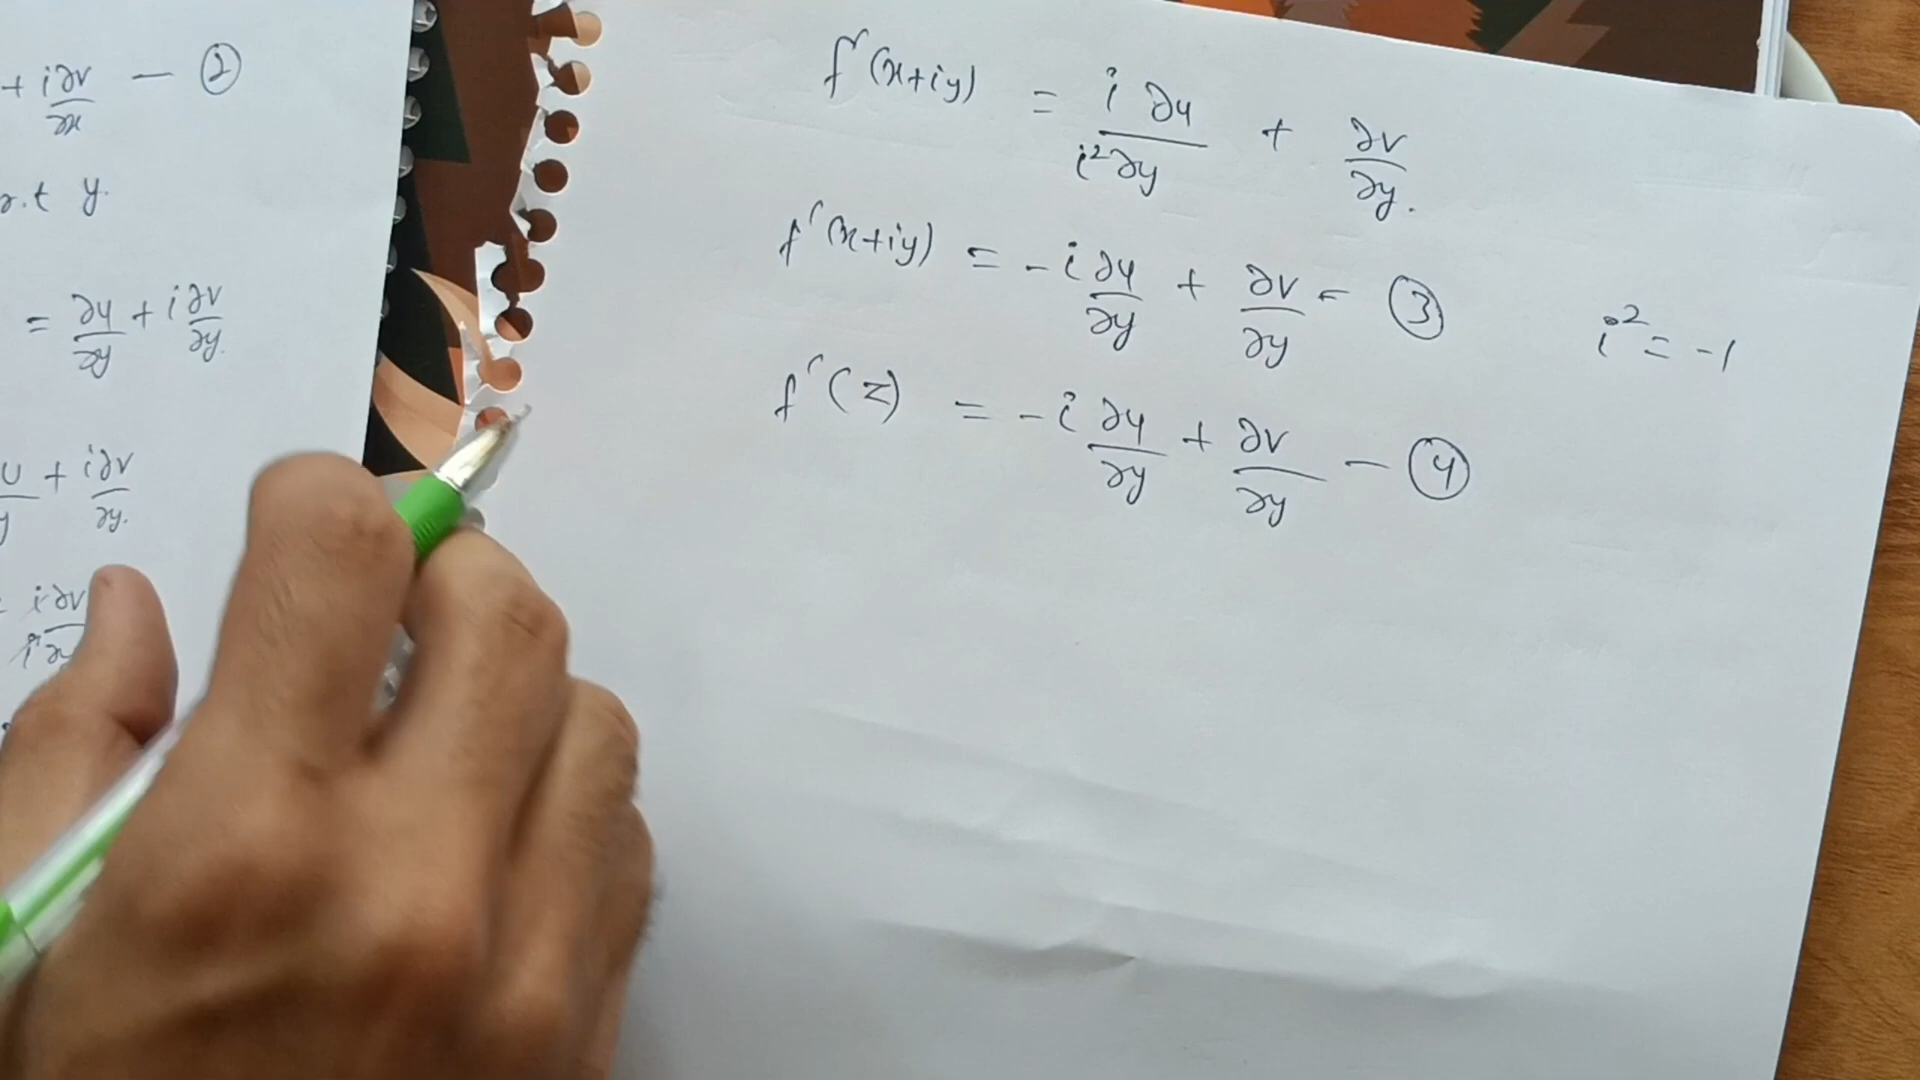 + i∂v/∂x — ②
r.t y.
= ∂u/∂y + i∂v/∂y.
u/y + i∂v/∂y.
i∂v/i∂y
f'(x+iy) = i ∂u/i²∂y + ∂v/∂y.
f'(x+iy) = -i ∂u/∂y + ∂v/∂y - ③ i² = -1
f'(z) = -i ∂u/∂y + ∂v/∂y — ④